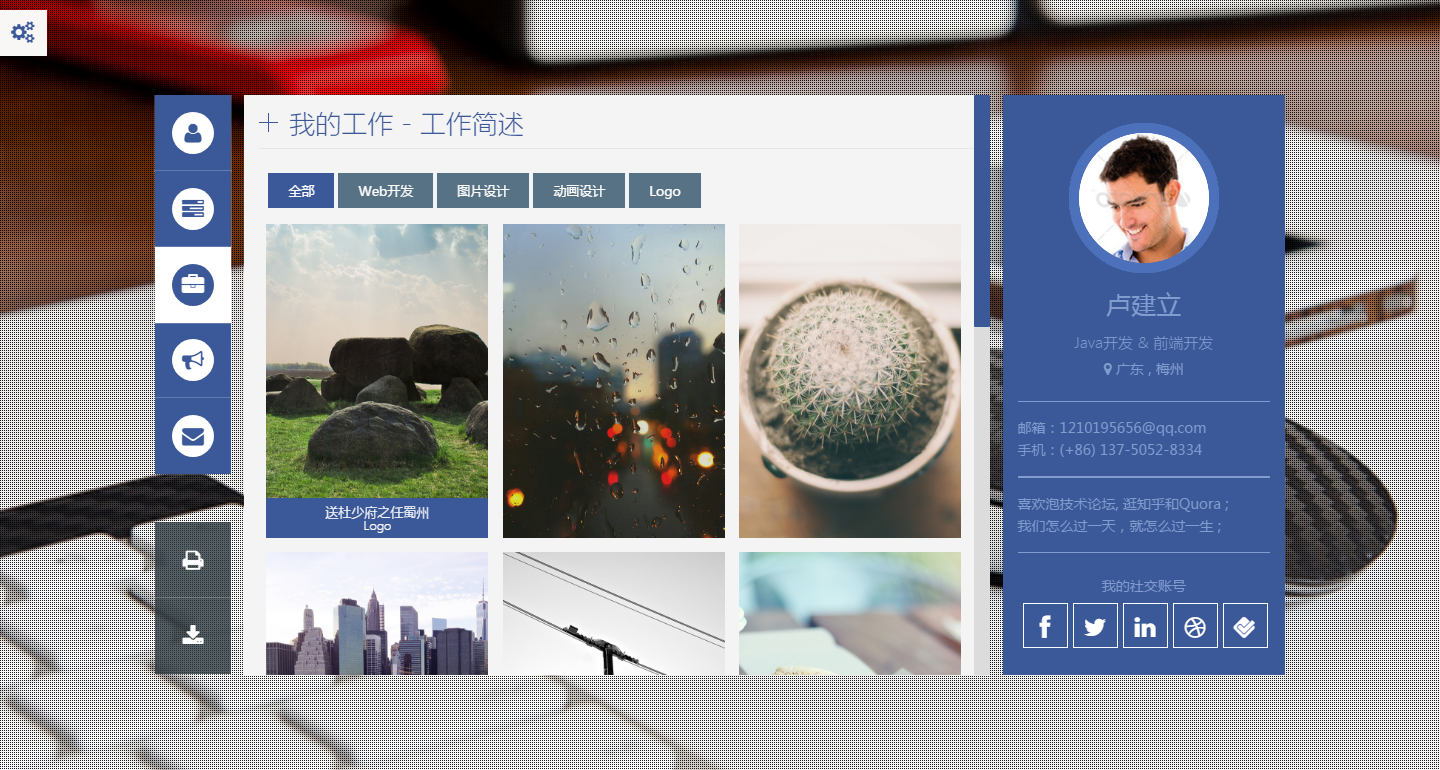 我的工作 - 工作简述
全部
Web开发
图片设计
动画设计
Logo
送杜少府之任蜀州
Logo
卢建立
Java开发 & 前端开发
广东 , 梅州
邮箱：1210195656@qq.com
手机：(+86) 137-5052-8334
喜欢泡技术论坛, 逛知乎和Quora ;
我们怎么过一天，就怎么过一生 ;
我的社交账号